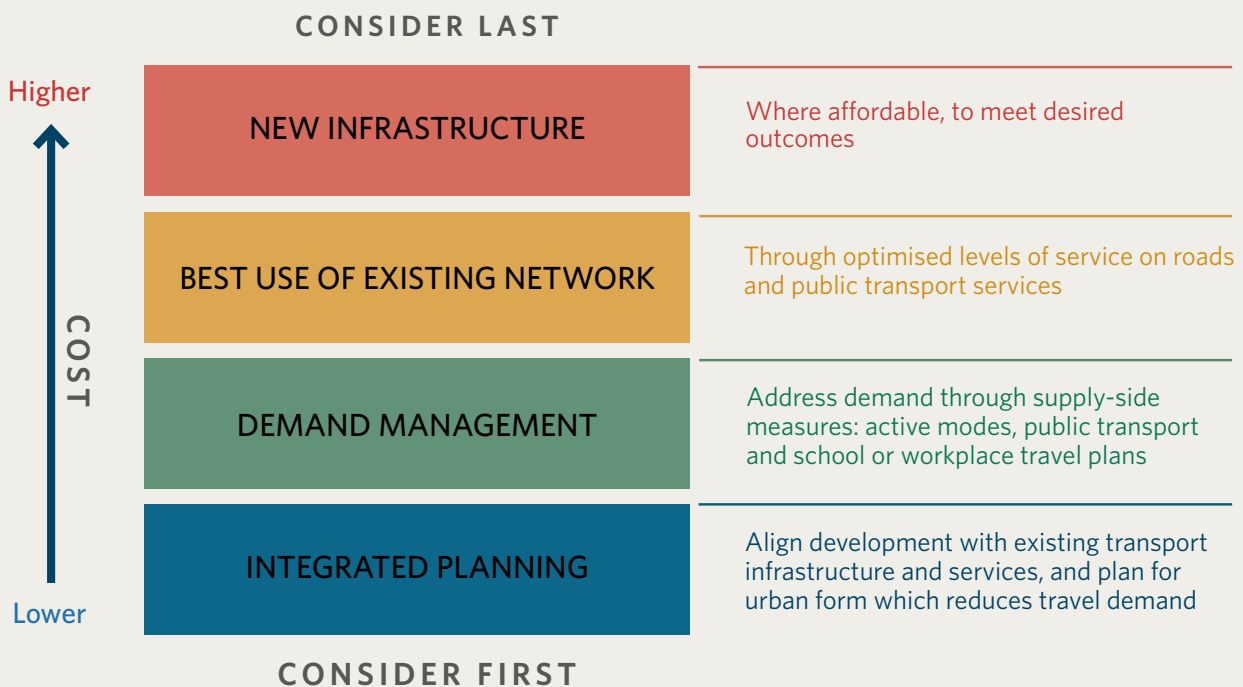 CONSIDER LAST
Higher
NEW INFRASTRUCTURE
Where affordable, to meet desired
outcomes
BEST USE OF EXISTING NETWORK
Through optimised levels of service on roads
and public transport services
COST
DEMAND MANAGEMENT
Address demand through supply-side
measures: active modes, public transport
and school or workplace travel plans
INTEGRATED PLANNING
Align development with existing transport
infrastructure and services, and plan for
urban form which reduces travel demand
Lower
CONSIDER FIRST